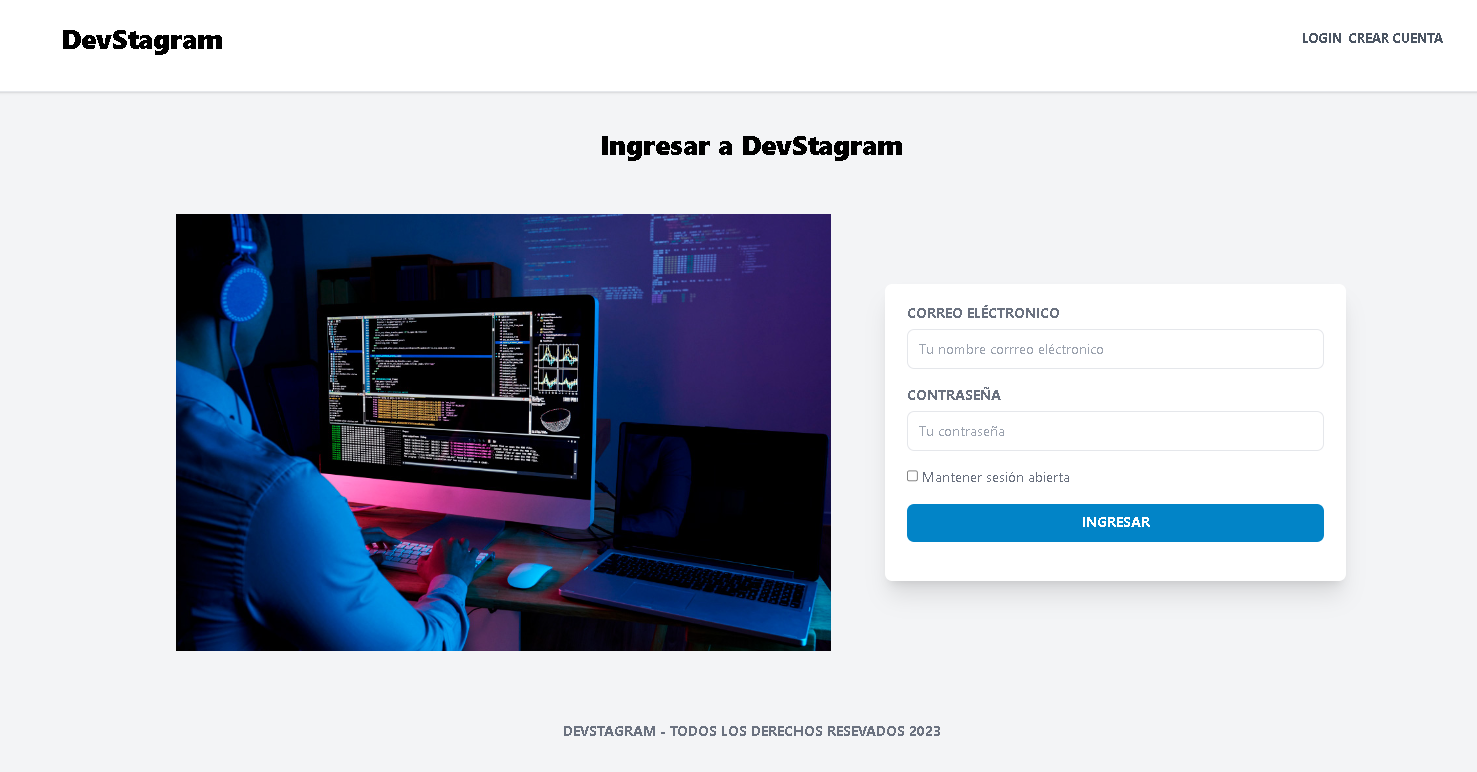 DevStagram
LOGIN CREAR CUENTA
Ingresar a DevStagram
CORREO ELÉCTRONICO
Tu nombre corrreo eléctronico
CONTRASEÑA
Tu contraseña
Mantener sesión abierta
INGRESAR
DEVSTAGRAM - TODOS LOS DERECHOS RESEVADOS 2023